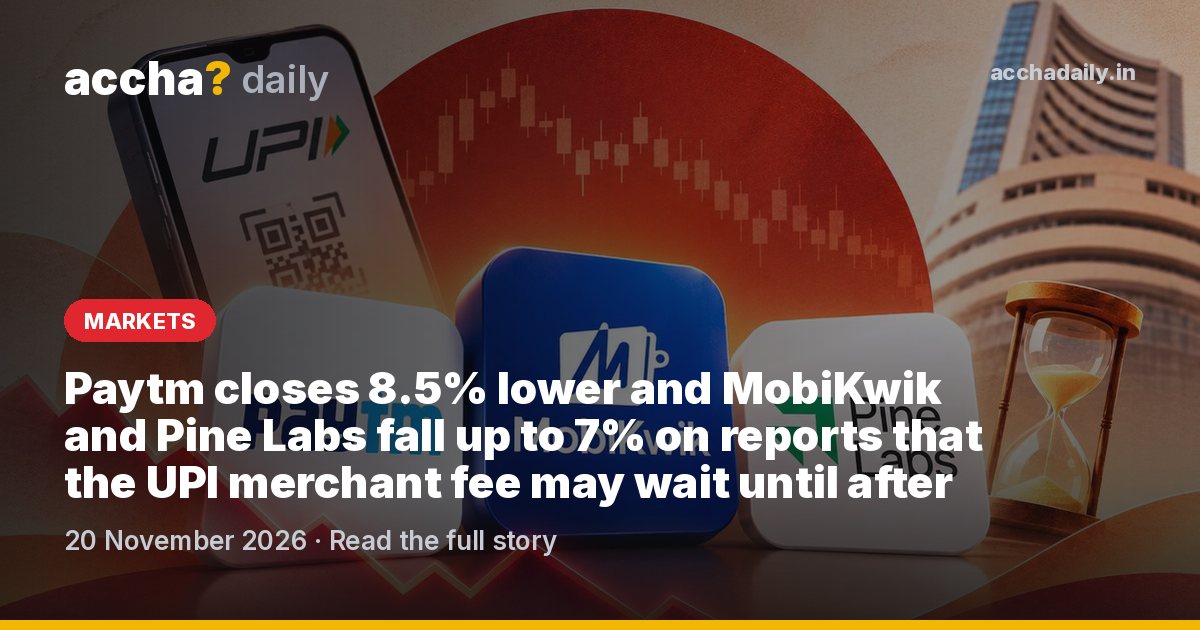 accha? daily
acchadaily.in
UPI
MARKETS
Paytm closes 8.5% lower and MobiKwik
and Pine Labs fall up to 7% on reports that
the UPI merchant fee may wait until after
paytm
MobiKwik
Pine
Labs
20 November 2026 · Read the full story